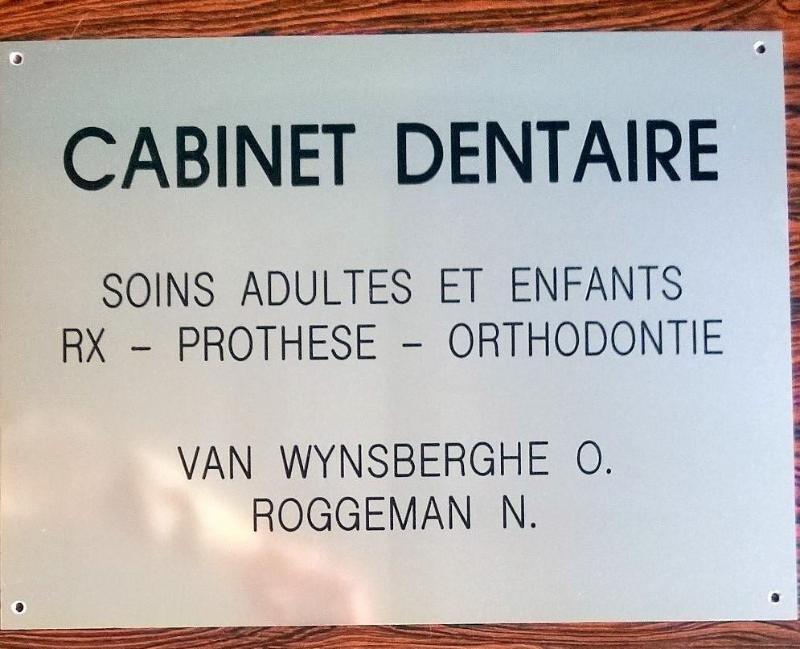 CABINET DENTAIRE
SOINS ADULTES ET ENFANTS
RX – PROTHESE – ORTHODONTIE
VAN WYNSBERGHE O.
ROGGEMAN N.